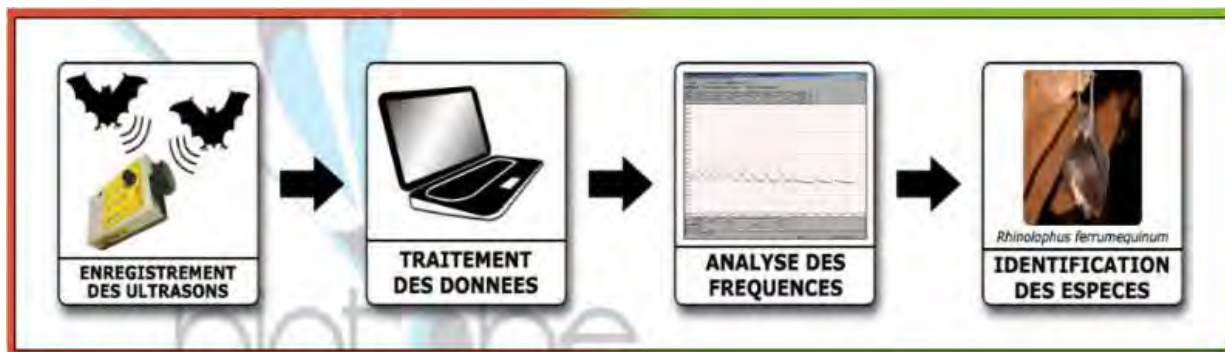 ENREGISTREMENT
DES ULTRASONS
TRAITEMENT
DES DONNEES
ANALYSE DES
FREQUENCES
Rhinolophus ferrumequinum
IDENTIFICATION
DES ESPECES